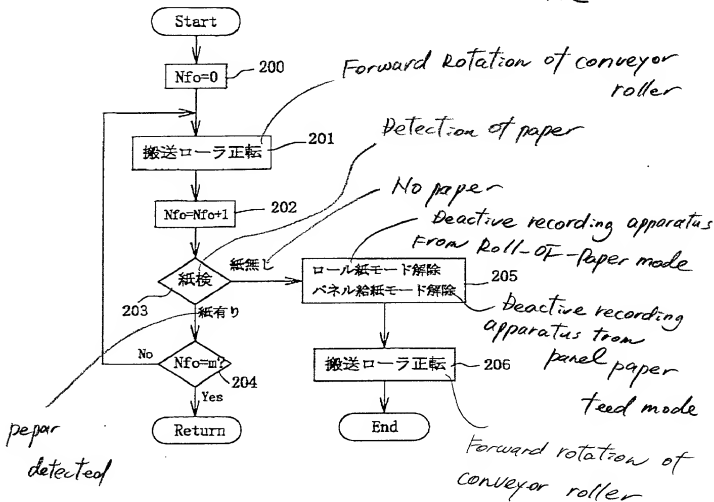 Start
Nfo=0
200
Forward Rotation of conveyor
roller
搬送ローラ正転
201
Detection of paper
Nfo=Nfo+1
202
No paper
Deactive recording apparatus
From Roll-OF-Paper mode
紙検
203
紙無し
ロール紙モード解除
パネル給紙モード解除
205
紙有り
Deactive recording
apparatus from
panel paper
feed mode
No
Nfo=m?
204
Yes
搬送ローラ正転
206
Return
End
pepar
detected
Forward rotation of
conveyor roller